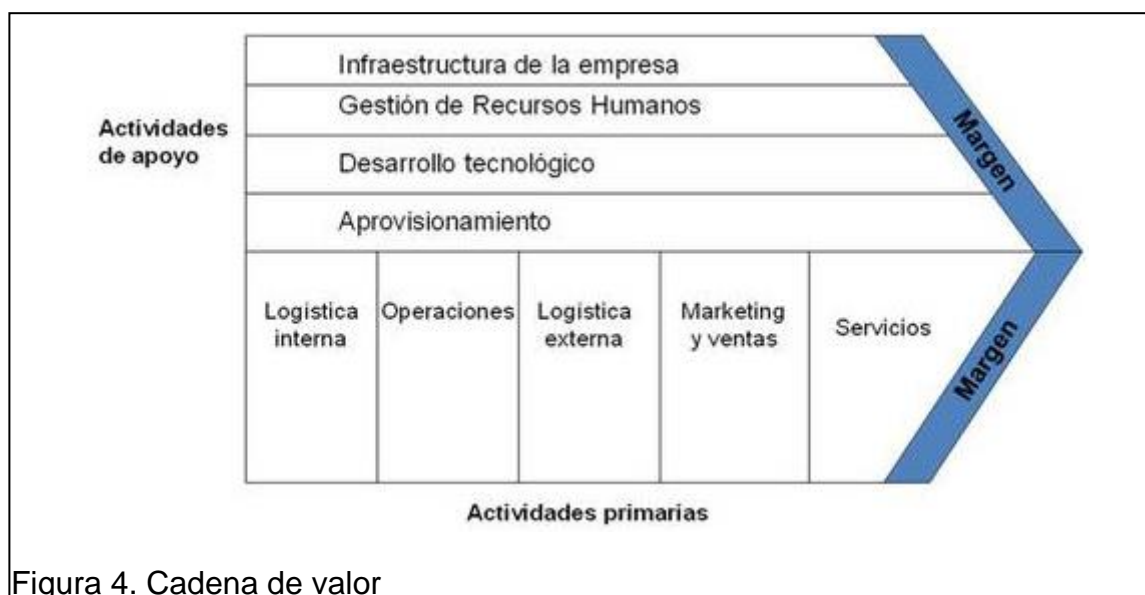 Infraestructura de la empresa
Gestión de Recursos Humanos
Actividades
de apoyo
Desarrollo tecnológico
Aprovisionamiento
Margen
Logística
interna
Operaciones
Logística
externa
Marketing
y ventas
Servicios
Margen
Actividades primarias
Figura 4. Cadena de valor